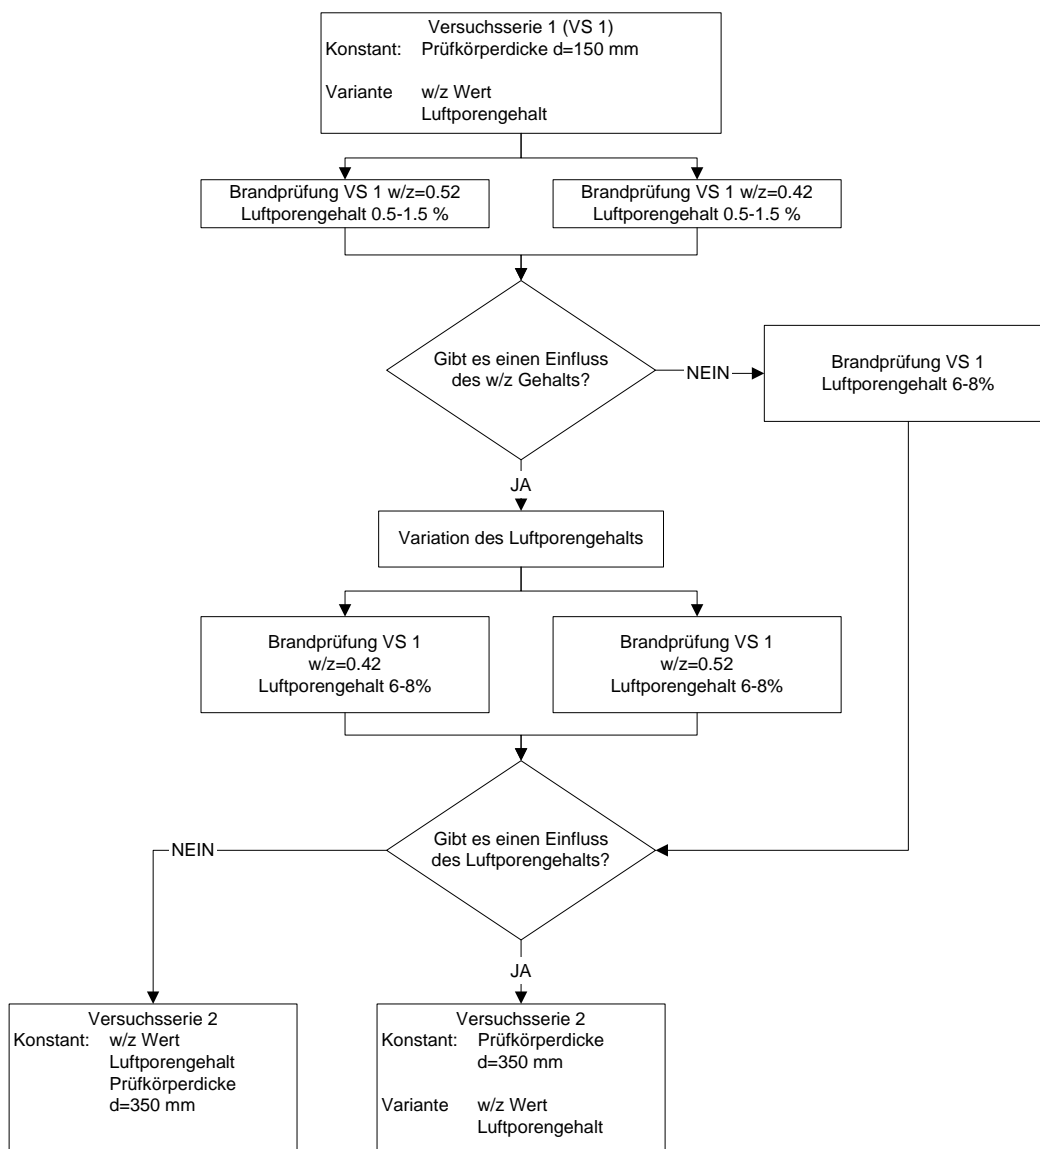 Versuchsserie 1 (VS 1)
Konstant: Prüfkörperdicke d=150 mm
Variante w/z Wert
Luftporengehalt
Brandprüfung VS 1 w/z=0.52
Luftporengehalt 0.5-1.5 %
Brandprüfung VS 1 w/z=0.42
Luftporengehalt 0.5-1.5 %
Gibt es einen Einfluss
des w/z Gehalts?
NEIN
Brandprüfung VS 1
Luftporengehalt 6-8%
JA
Variation des Luftporengehalts
Brandprüfung VS 1
w/z=0.42
Luftporengehalt 6-8%
Brandprüfung VS 1
w/z=0.52
Luftporengehalt 6-8%
Gibt es einen Einfluss
des Luftporengehalts?
NEIN
JA
Versuchsserie 2
Konstant: w/z Wert
Luftporengehalt
Prüfkörperdicke
d=350 mm
Versuchsserie 2
Konstant: Prüfkörperdicke
d=350 mm
Variante w/z Wert
Luftporengehalt